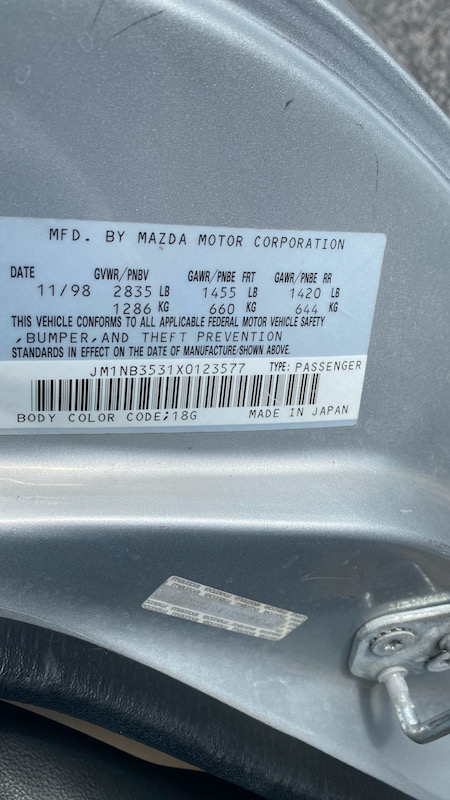 MFD. BY MAZDA MOTOR CORPORATION
DATE GVWR/PNBV GAWR/PNBE FRT GAWR/PNBE RR
11/98 2835 LB 1455 LB 1420 LB
1286 KG 660 KG 644 KG
THIS VEHICLE CONFORMS TO ALL APPLICABLE FEDERAL MOTOR VEHICLE SAFETY
,BUMPER,AND THEFT PREVENTION
STANDARDS IN EFFECT ON THE DATE OF MANUFACTURE/SHOWN ABOVE.
JM1NB3531X0123577 TYPE: PASSENGER
BODY COLOR CODE;18G MADE IN JAPAN